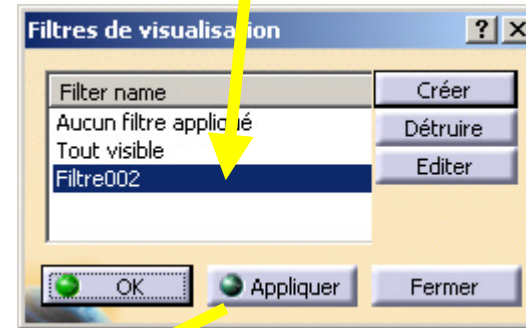 Filtres de visualisation ? X
Filter name
Aucun filtre appliqué
Tout visible
Filtre002
Créer
Détruire
Editer
OK Appliquer Fermer